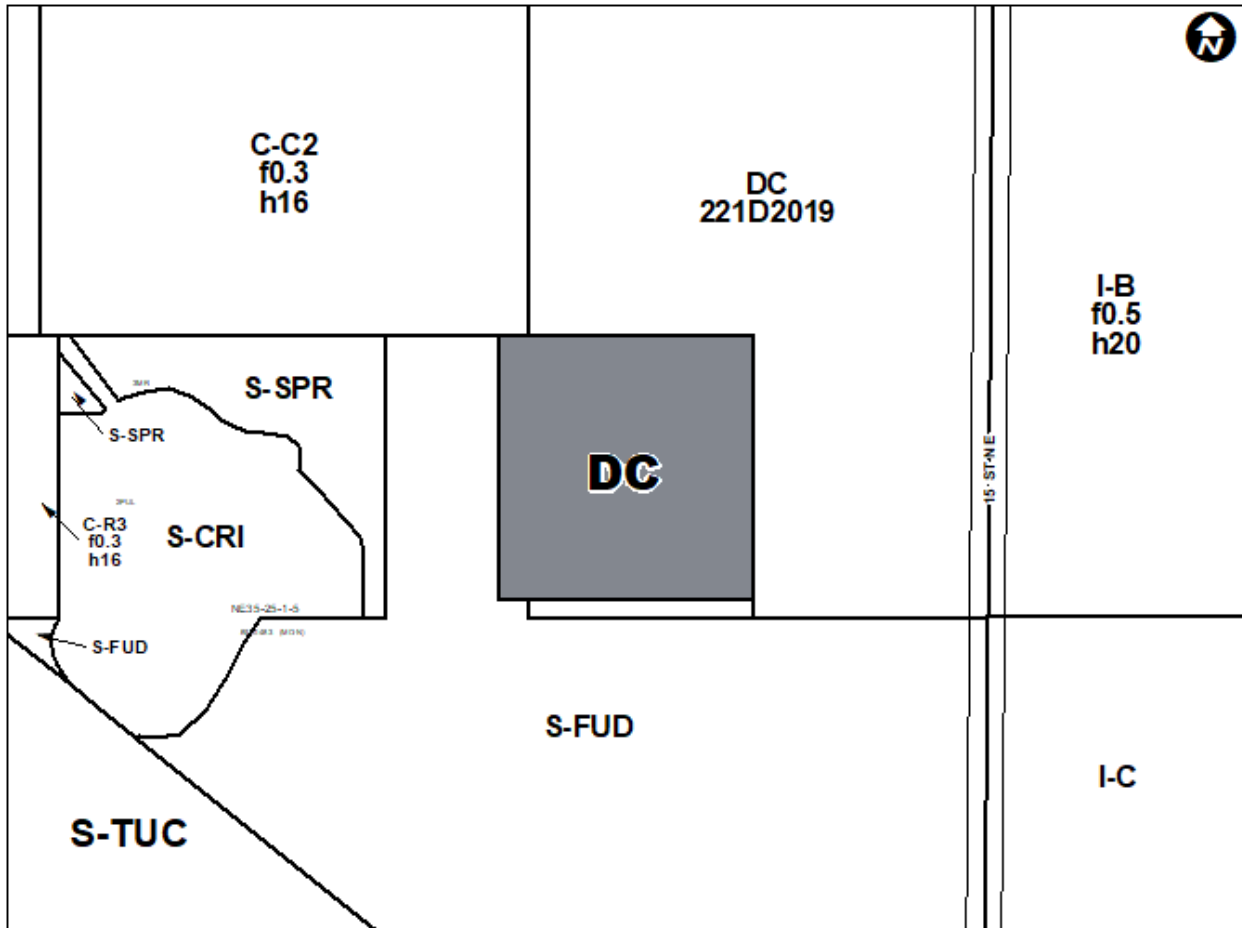 N
C-C2
f0.3
h16
DC
221D2019
I-B
f0.5
h20
S-SPR
S-SPR
DC
15 ST NE
C-R3
f0.3
h16
S-CRI
NE35-25-1-5
S-FUD
S-FUD
I-C
S-TUC